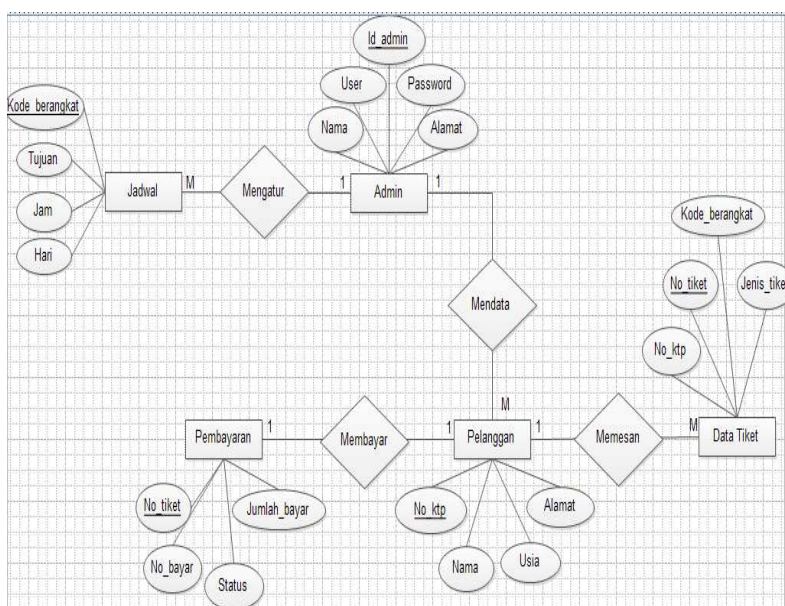 Id_admin
User
Password
Nama
Alamat
Kode_berangkat
Tujuan
Jam
Hari
Jadwal
M
Mengatur
1
Admin
1
Mendata
M
Kode_berangkat
No_tiket
Jenis_tike
No_ktp
Pembayaran
1
Membayar
1
Pelanggan
1
Memesan
M
Data Tiket
No_tiket
Jumlah_bayar
No_bayar
Status
No_ktp
Alamat
Nama
Usia